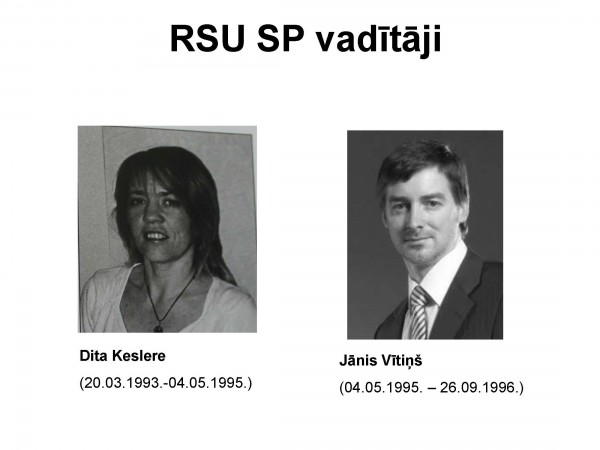 RSU SP vadītāji
Dita Keslere
(20.03.1993.-04.05.1995.)
Jānis Vītiņš
(04.05.1995. – 26.09.1996.)